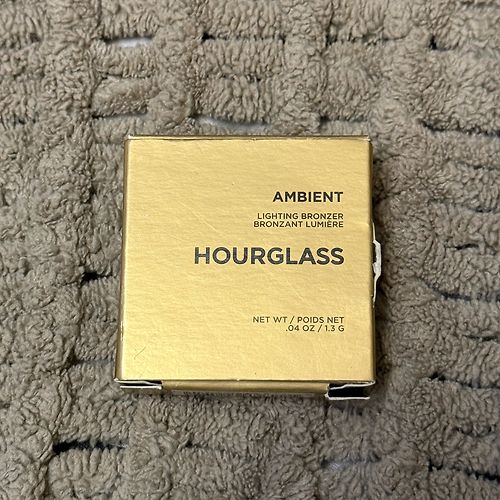 AMBIENT
LIGHTING BRONZER
BRONZANT LUMIÈRE
HOURGLASS
NET WT / POIDS NET
.04 OZ / 1.3 G